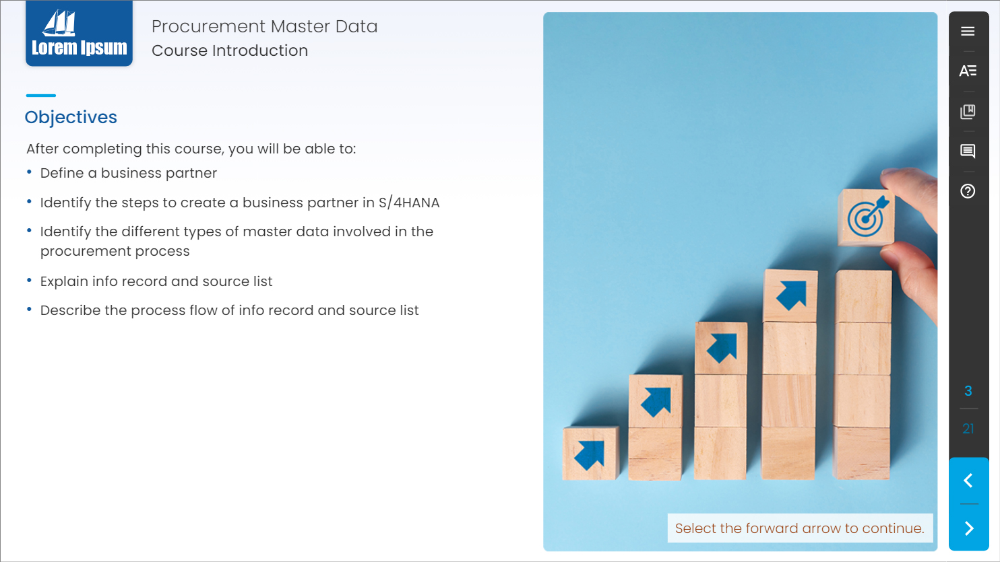 Lorem Ipsum
Procurement Master Data
Course Introduction
Objectives
After completing this course, you will be able to:
• Define a business partner
• Identify the steps to create a business partner in S/4HANA
• Identify the different types of master data involved in the
procurement process
• Explain info record and source list
• Describe the process flow of info record and source list
A
3
21
Select the forward arrow to continue.